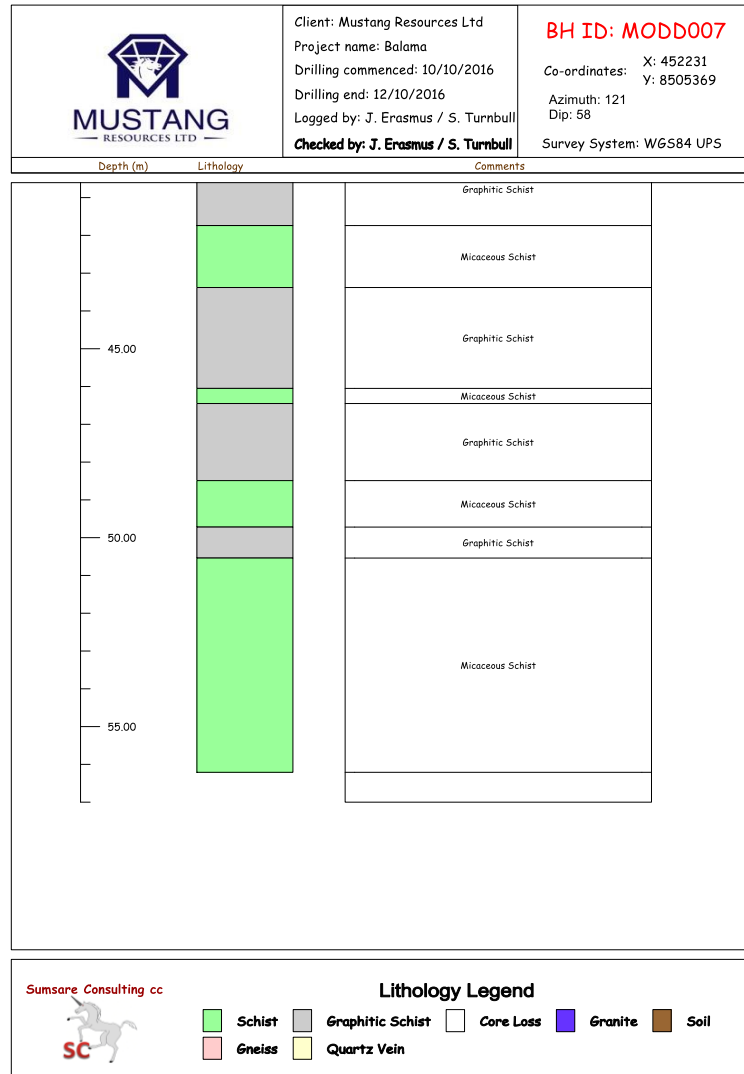 MUSTANG
RESOURCES LTD
Client: Mustang Resources Ltd
Project name: Balama
Drilling commenced: 10/10/2016
Drilling end: 12/10/2016
Logged by: J. Erasmus / S. Turnbull
Checked by: J. Erasmus / S. Turnbull
BH ID: MODD007
Co-ordinates:
X: 452231
Y: 8505369
Azimuth: 121
Dip: 58
Survey System: WGS84 UPS
Depth (m) Lithology Comments
Graphitic Schist
Micaceous Schist
Graphitic Schist
45.00
Micaceous Schist
Graphitic Schist
Micaceous Schist
50.00
Graphitic Schist
Micaceous Schist
55.00
Sumsare Consulting cc
SC
Lithology Legend
Schist Graphitic Schist Core Loss Granite Soil
Gneiss Quartz Vein